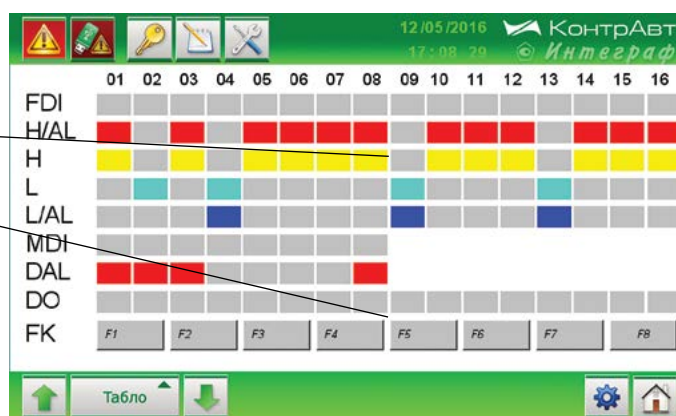 12/05/2016 КонтрАвт
17:08 29 © Интеграф
01 02 03 04 05 06 07 08 09 10 11 12 13 14 15 16
FDI
H/AL
H
L
L/AL
MDI
DAL
DO
FK F1 F2 F3 F4 F5 F6 F7 F8
Табло